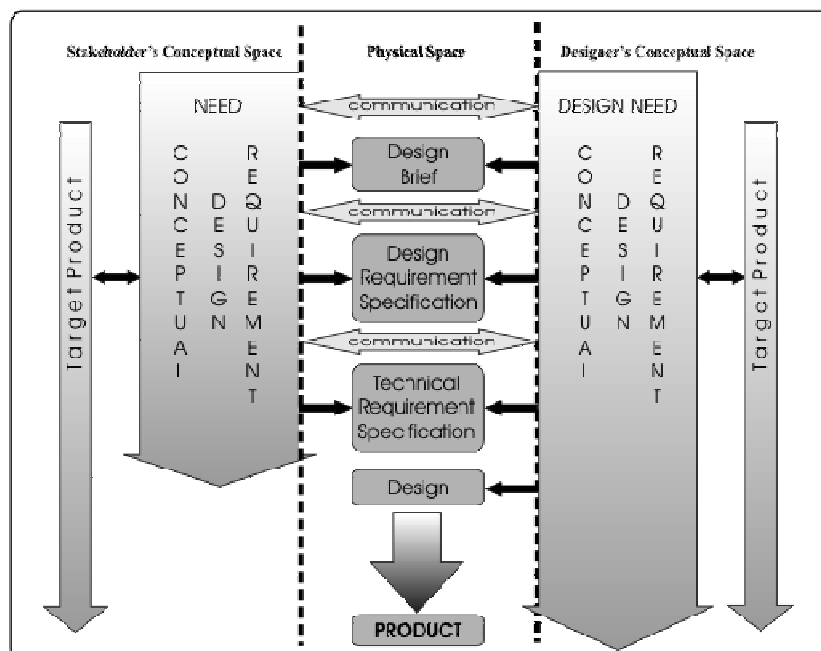 Stakeholder's Conceptual Space
Physical Space
Designer's Conceptual Space
NEED
communication
DESIGN NEED
CONCEPTUAL
DESIGN
REQUIREMENT
Design
Brief
CONCEPTUAL
DESIGN
REQUIREMENT
communication
Target Product
Design
Requirement
Specification
Target Product
communication
Technical
Requirement
Specification
Design
PRODUCT